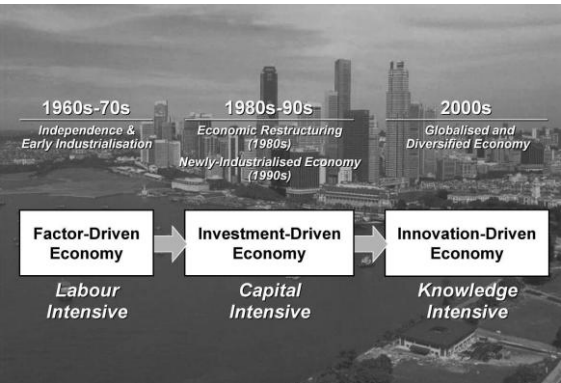 1960s-70s
Independence &
Early Industrialisation
1980s-90s
Economic Restructuring
(1980s)
Newly-Industrialised Economy
(1990s)
2000s
Globalised and
Diversified Economy
Factor-Driven
Economy
Investment-Driven
Economy
Innovation-Driven
Economy
Labour
Intensive
Capital
Intensive
Knowledge
Intensive